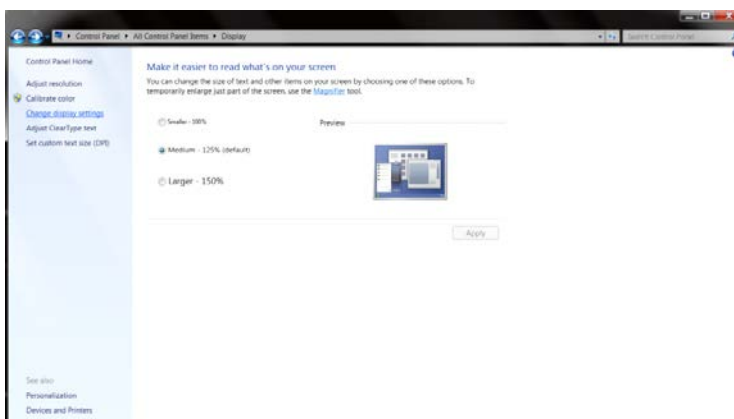 Control Panel ▸ All Control Panel Items ▸ Display
Search Control Panel
Control Panel Home
Adjust resolution
Calibrate color
Change display settings
Adjust ClearType text
Set custom text size (DPI)
Make it easier to read what's on your screen
You can change the size of text and other items on your screen by choosing one of these options. To
temporarily enlarge just part of the screen, use the Magnifier tool.
Smaller - 100%
Preview
Medium - 125% (default)
Larger - 150%
Apply
See also
Personalization
Devices and Printers